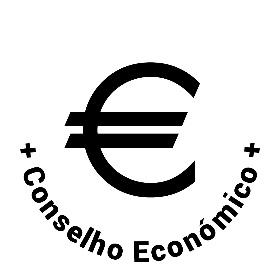 €
+ Conselho Económico +